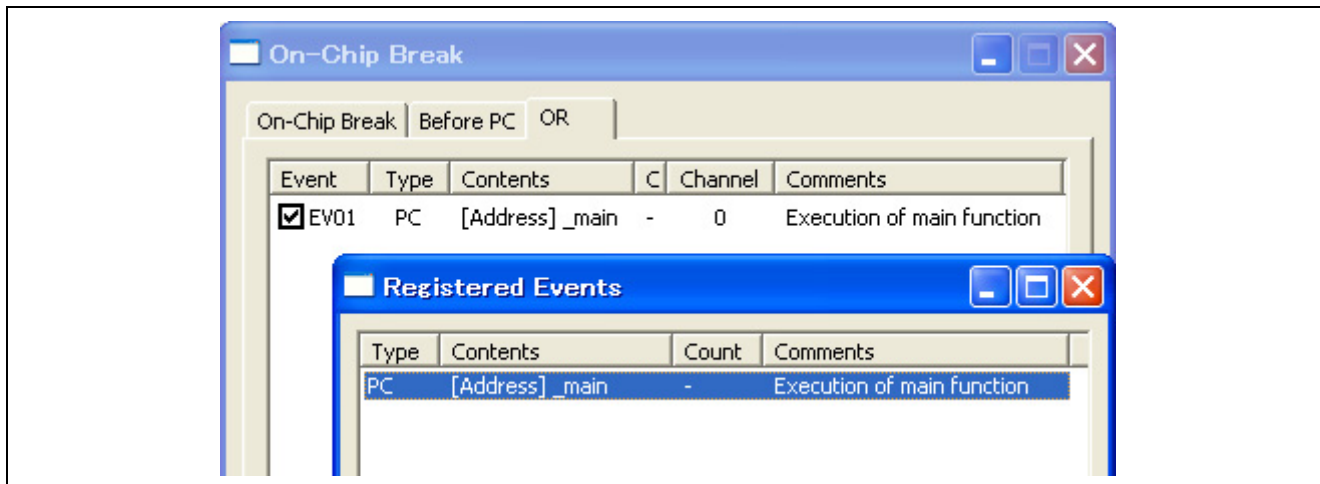 On-Chip Break
On-Chip Break Before PC OR
Event Type Contents C Channel Comments
EV01 PC [Address] _main - 0 Execution of main function
Registered Events
Type Contents Count Comments
PC [Address] _main - Execution of main function